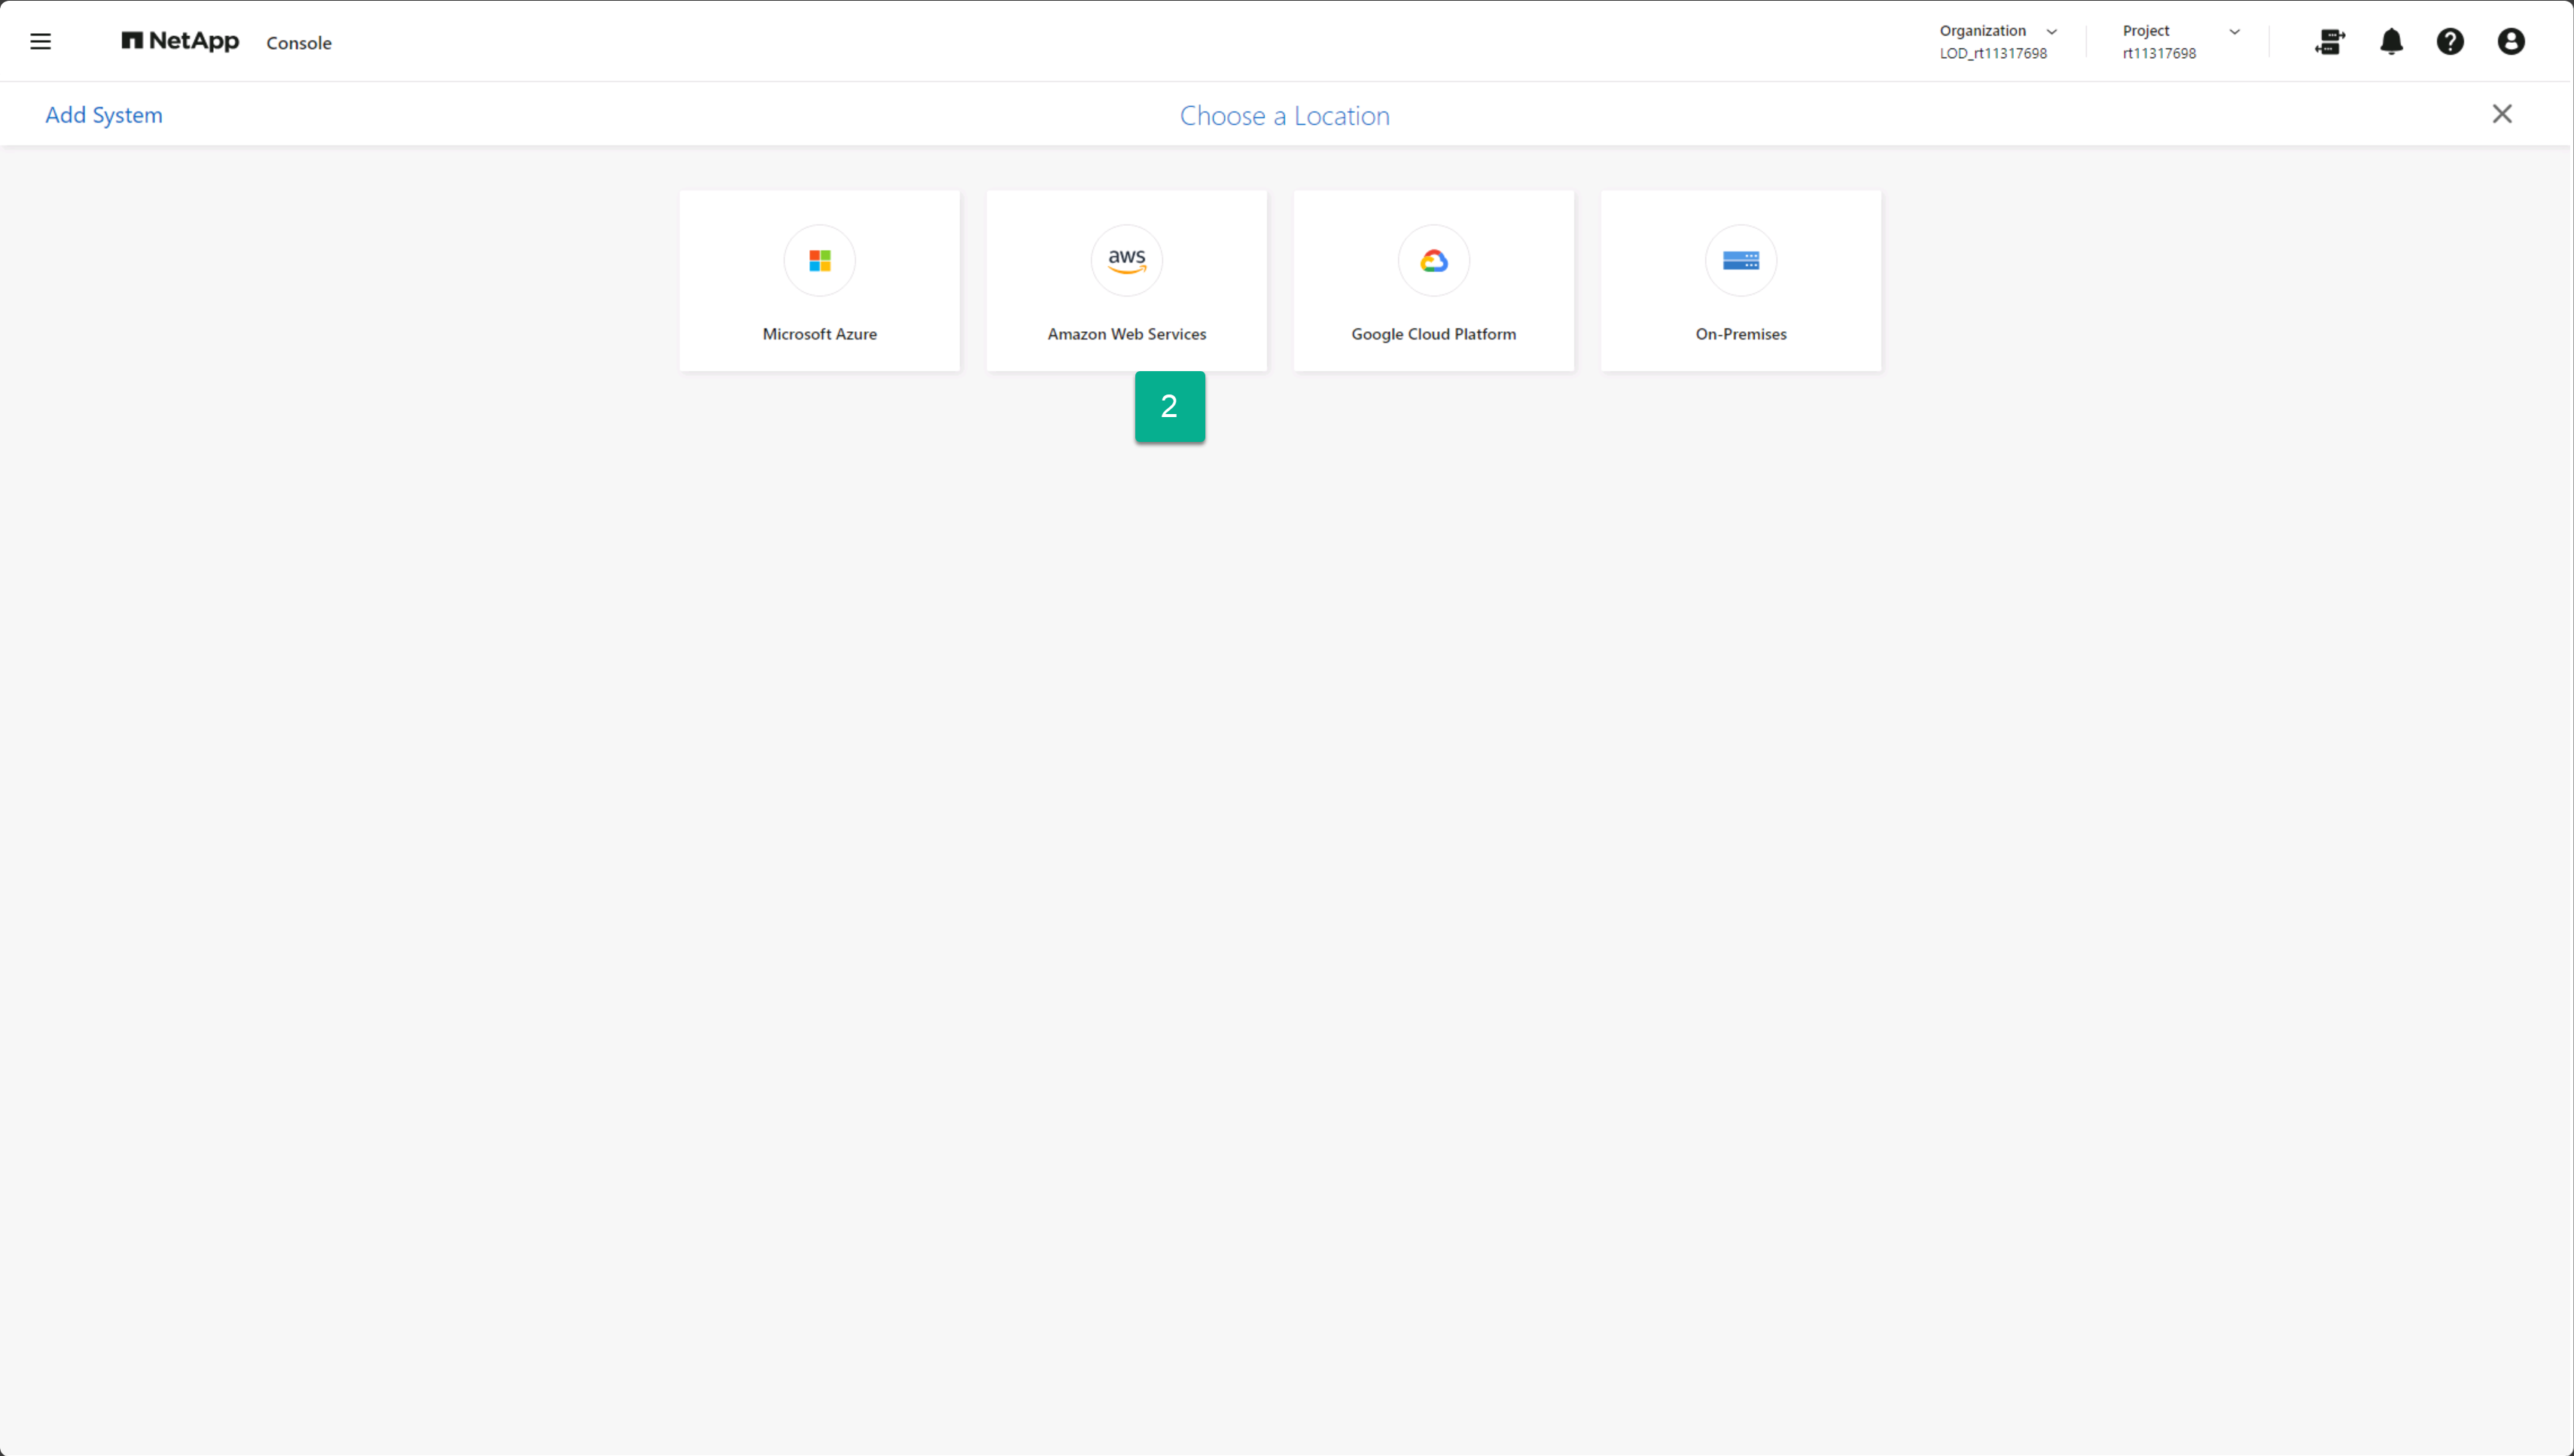 NetApp Console
Organization
LOD_rt11317698
Project
rt11317698
Add System
Choose a Location
aws
Microsoft Azure
Amazon Web Services
Google Cloud Platform
On-Premises
2